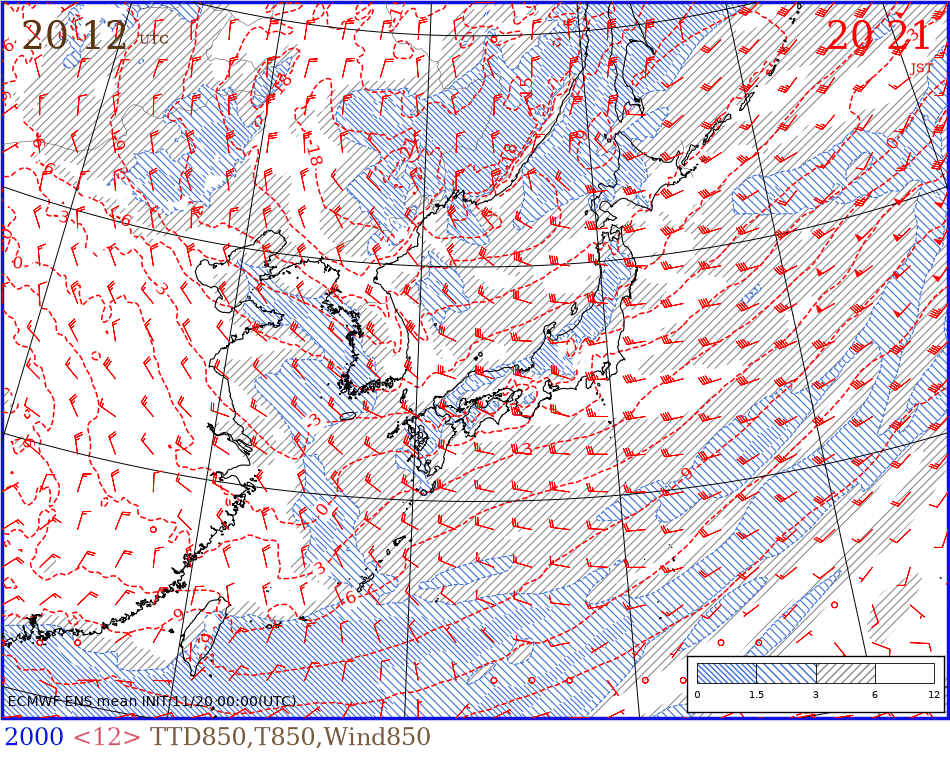 20 12 UTC
20 21
JST
ECMWF ENS mean INIT:11/20 00:00(UTC)
0 1.5 3 6 12
2000 <12> TTD850,T850,Wind850